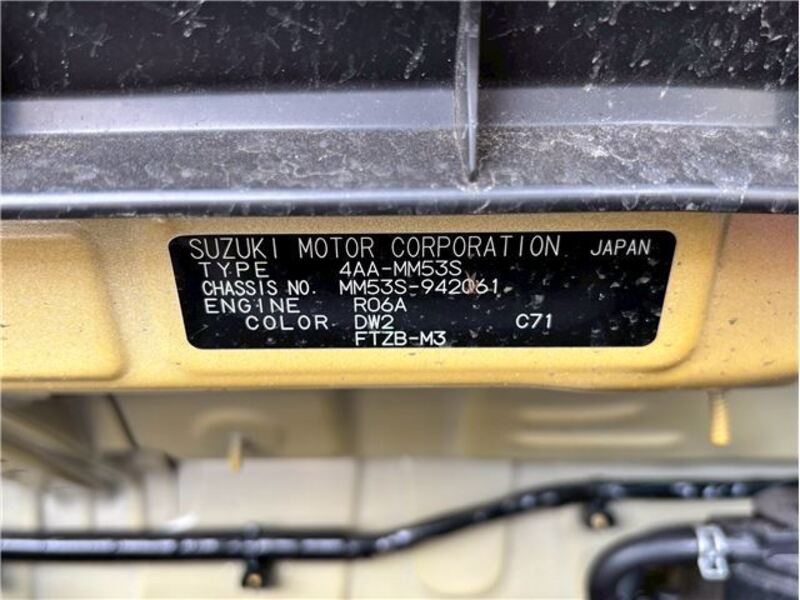 SUZUKI MOTOR CORPORATION JAPAN
TYPE 4AA-MM53S
CHASSIS NO. MM53S-942061
ENGINE R06A
COLOR DW2 C71
FTZB-M3